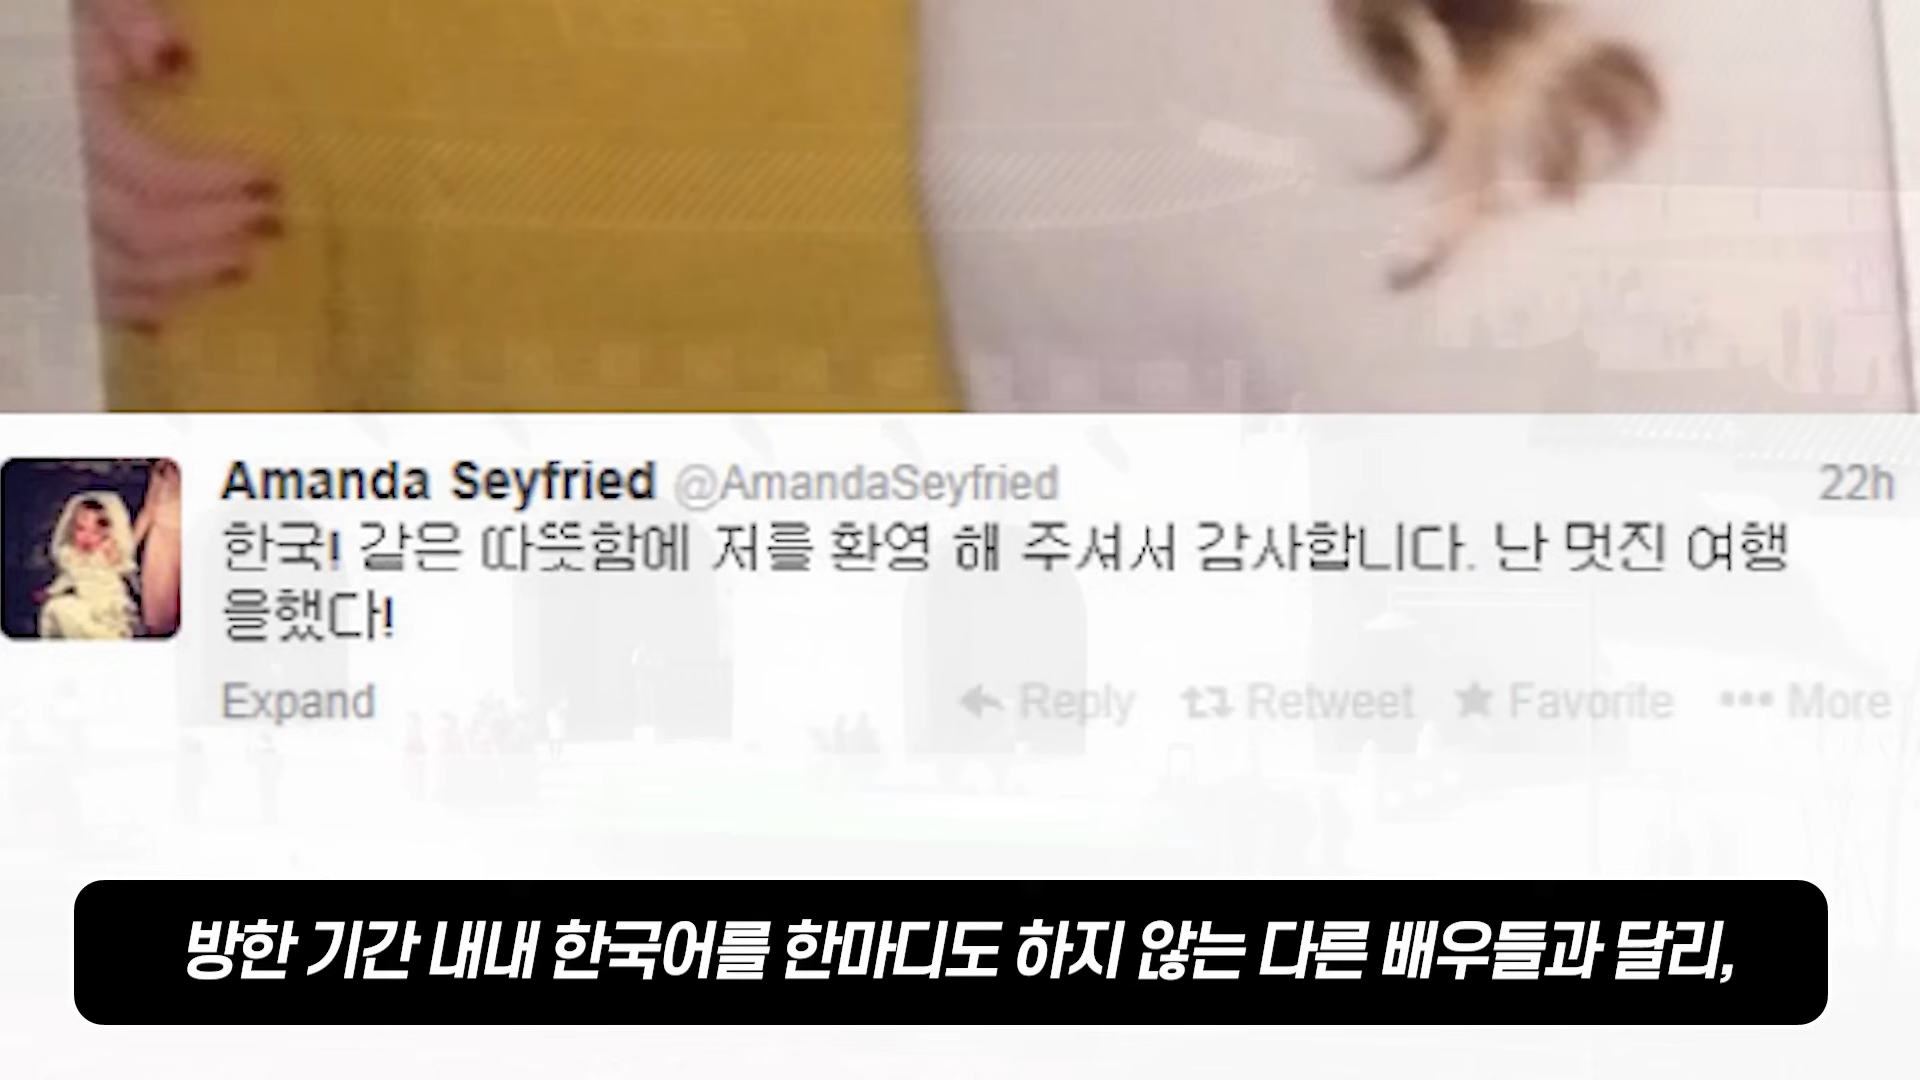 Amanda Seyfried @AmandaSeyfried 22h
한국! 같은 따뜻함에 저를 환영 해 주셔서 감사합니다. 난 멋진 여행
을했다!
Expand Reply Retweet Favorite More
방한 기간 내내 한국어를 한마디도 하지 않는 다른 배우들과 달리,